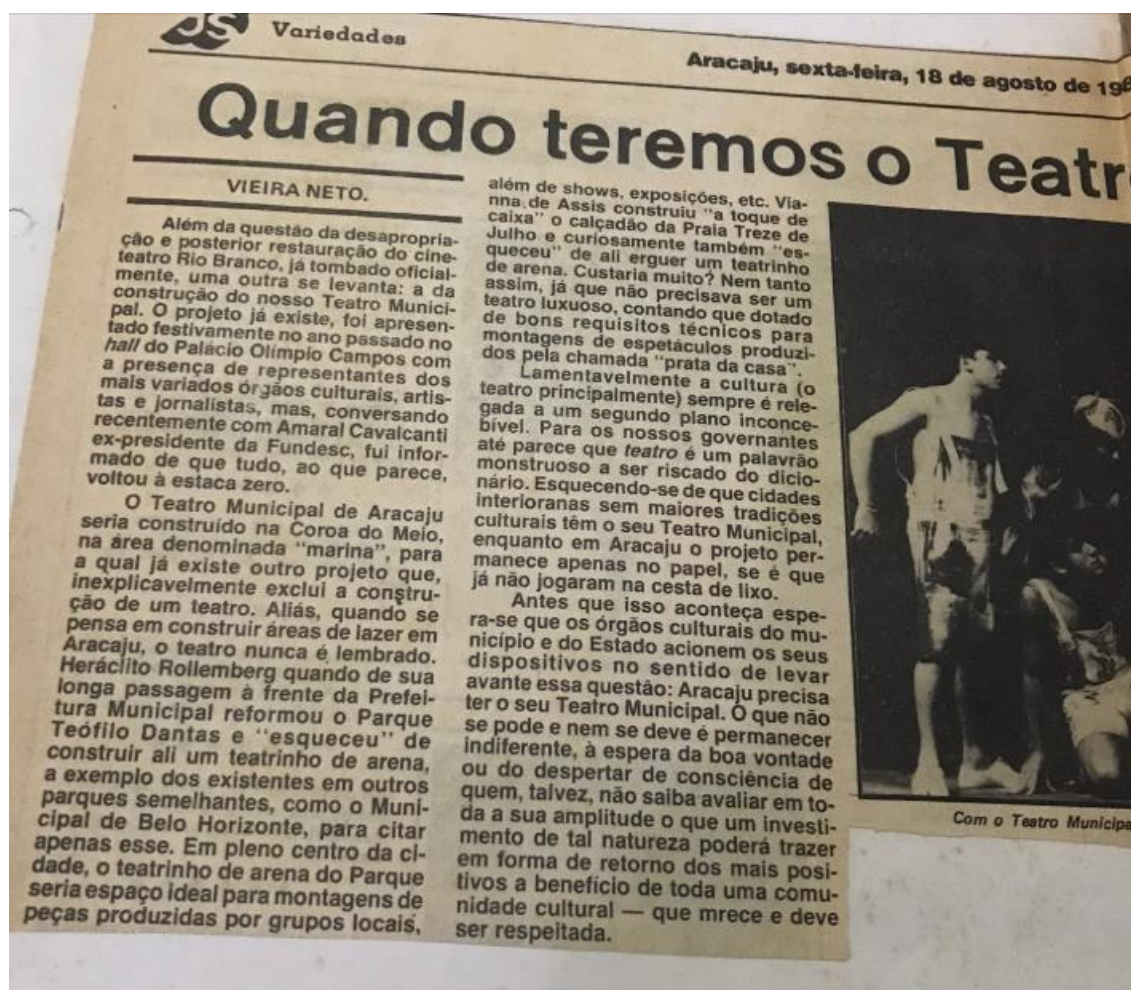 JS Variedades
Aracaju, sexta-feira, 18 de agosto de 198
Quando teremos o Teatro
VIEIRA NETO.
Além da questão da desapropria-
ção e posterior restauração do cine-
teatro Rio Branco, já tombado oficial-
mente, uma outra se levanta: a da
construção do nosso Teatro Munici-
pal. O projeto já existe, foi apresen-
tado festivamente no ano passado no
hall do Palácio Olímpio Campos com
a presença de representantes dos
mais variados órgãos culturais, artis-
tas e jornalistas, mas, conversando
recentemente com Amaral Cavalcanti
ex-presidente da Fundesc, fui infor-
mado de que tudo, ao que parece,
voltou à estaca zero.
O Teatro Municipal de Aracaju
seria construído na Coroa do Meio,
na área denominada "marina", para
a qual já existe outro projeto que,
inexplicavelmente exclui a constru-
ção de um teatro. Aliás, quando se
pensa em construir áreas de lazer em
Aracaju, o teatro nunca é lembrado.
Heráclito Rollemberg quando de sua
longa passagem à frente da Prefei-
tura Municipal reformou o Parque
Teófilo Dantas e "esqueceu" de
construir ali um teatrinho de arena,
a exemplo dos existentes em outros
parques semelhantes, como o Muni-
cipal de Belo Horizonte, para citar
apenas esse. Em pleno centro da ci-
dade, o teatrinho de arena do Parque
seria espaço ideal para montagens de
peças produzidas por grupos locais,
além de shows, exposições, etc. Via-
nna de Assis construiu "a toque de
caixa" o calçadão da Praia Treze de
Julho e curiosamente também "es-
queceu" de ali erguer um teatrinho
de arena. Custaria muito? Nem tanto
assim, já que não precisava ser um
teatro luxuoso, contando que dotado
de bons requisitos técnicos para
montagens de espetáculos produzi-
dos pela chamada "prata da casa".
Lamentavelmente a cultura (o
teatro principalmente) sempre é rele-
gada a um segundo plano inconce-
bível. Para os nossos governantes
até parece que teatro é um palavrão
monstruoso a ser riscado do dicio-
nário. Esquecendo-se de que cidades
interioranas sem maiores tradições
culturais têm o seu Teatro Municipal,
enquanto em Aracaju o projeto per-
manece apenas no papel, se é que
já não jogaram na cesta de lixo.
Antes que isso aconteça espe-
ra-se que os órgãos culturais do mu-
nicípio e do Estado acionem os seus
dispositivos no sentido de levar
avante essa questão: Aracaju precisa
ter o seu Teatro Municipal. O que não
se pode e nem se deve é permanecer
indiferente, à espera da boa vontade
ou do despertar de consciência de
quem, talvez, não saiba avaliar em to-
da a sua amplitude o que um investi-
mento de tal natureza poderá trazer
em forma de retorno dos mais posi-
tivos a benefício de toda uma comu-
nidade cultural — que mrece e deve
ser respeitada.
Com o Teatro Municipa